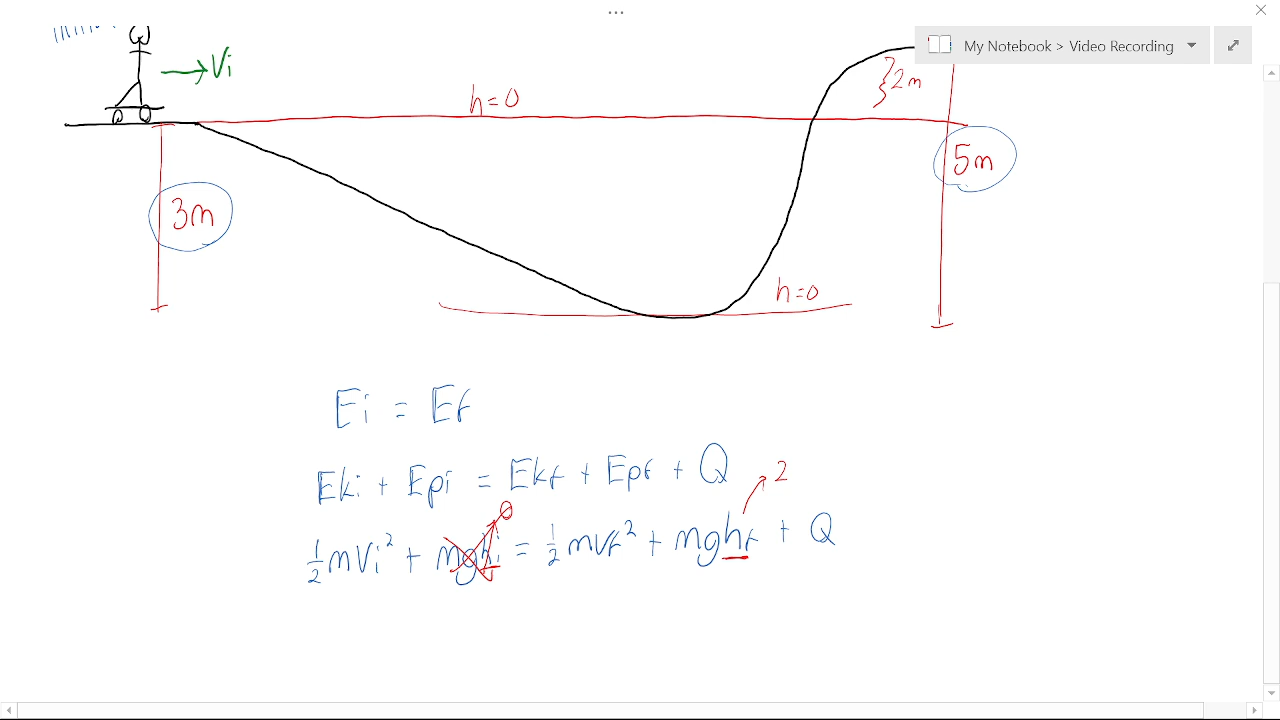 My Notebook > Video Recording
Vi
2m
h=0
5m
3m
h=0
Ei = Ef
Eki + Epi = Ekf + Epf + Q
2
0
½mVi² + mghi = ½mVf² + mghf + Q